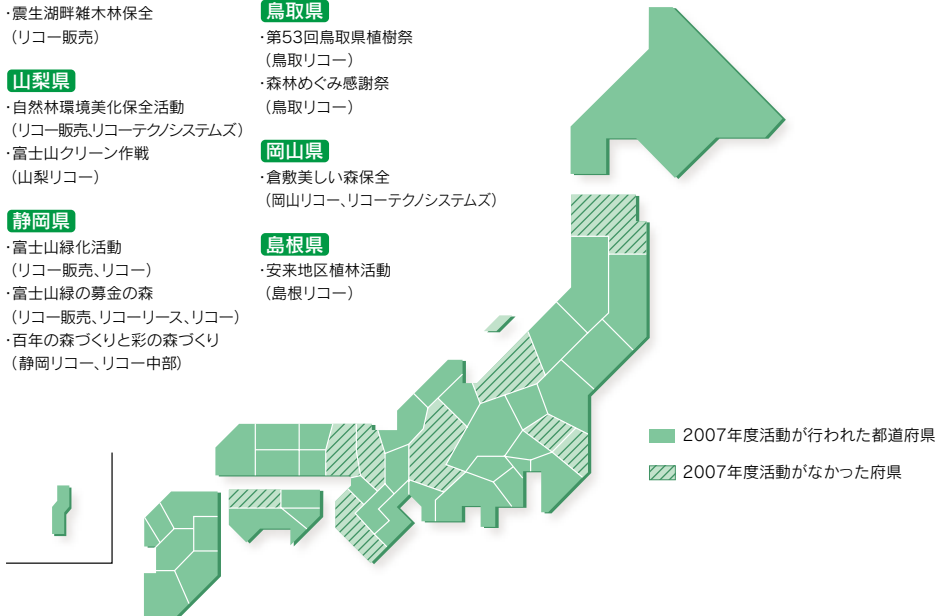 ･震生湖畔雑木林保全
（リコー販売）
山梨県
･自然林環境美化保全活動
（リコー販売､リコーテクノシステムズ）
･富士山クリーン作戦
（山梨リコー）
静岡県
･富士山緑化活動
（リコー販売､リコー）
･富士山緑の募金の森
（リコー販売､リコーリース､リコー）
･百年の森づくりと彩の森づくり
（静岡リコー､リコー中部）
鳥取県
･第53回鳥取県植樹祭
（鳥取リコー）
･森林めぐみ感謝祭
（鳥取リコー）
岡山県
･倉敷美しい森保全
（岡山リコー､リコーテクノシステムズ）
島根県
･安来地区植林活動
（島根リコー）
2007年度活動が行われた都道府県
2007年度活動がなかった府県